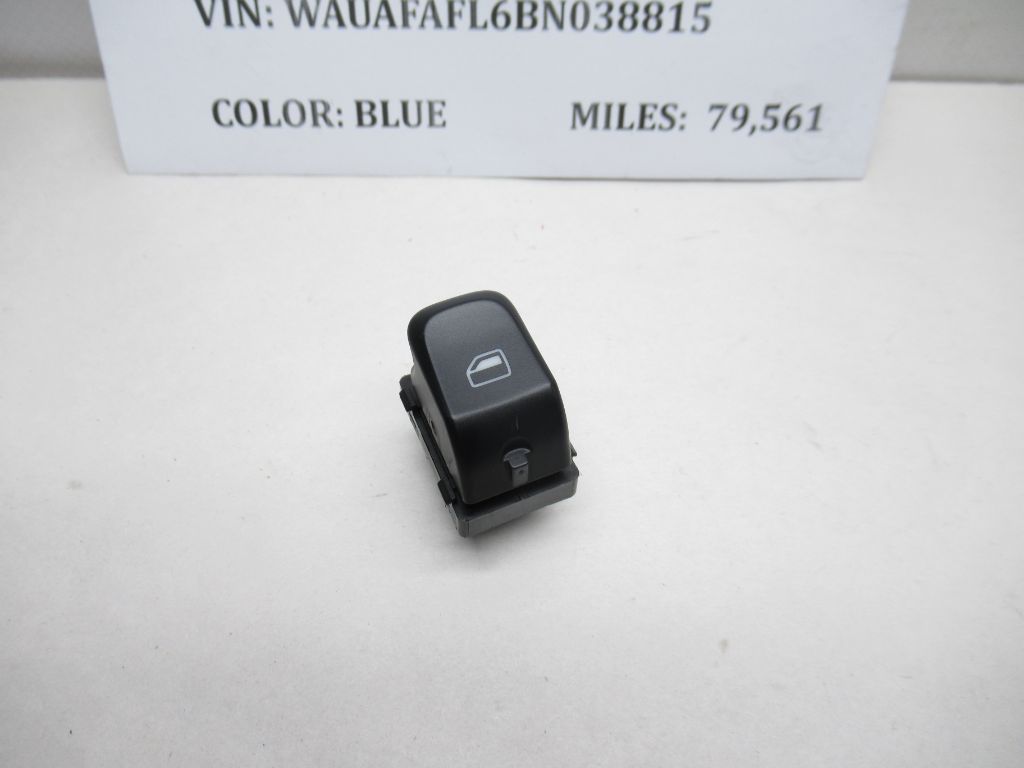 VIN: WAUAFAFL6BN038815
COLOR: BLUE MILES: 79,561